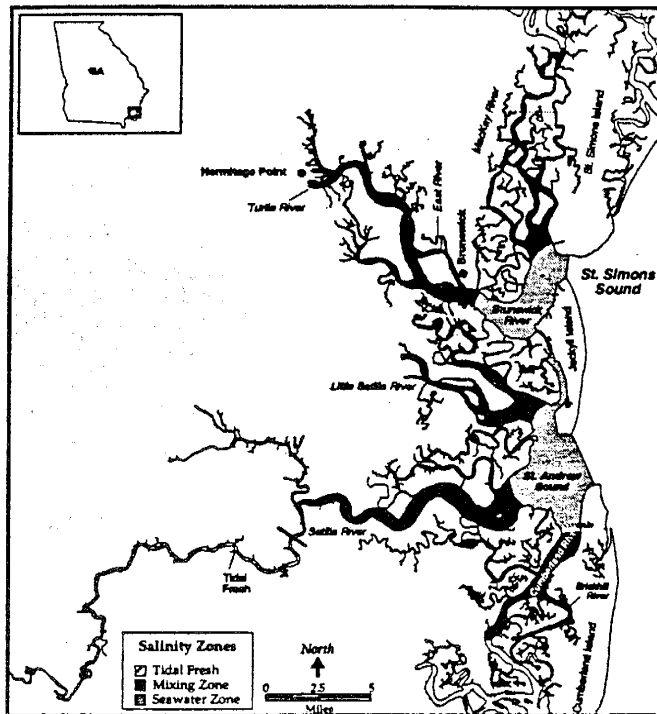 GA
Hermitage Point
Turtle River
East River
Brunswick
Mackay River
St. Simons Island
St. Simons
Sound
Brunswick
River
Jeckyll Island
Little Satilla River
St. Andrew
Sound
Satilla River
Tidal
Fresh
Brickhill
River
Cumberland Island
Salinity Zones
Tidal Fresh
Mixing Zone
Seawater Zone
North
0 2.5 5
Miles